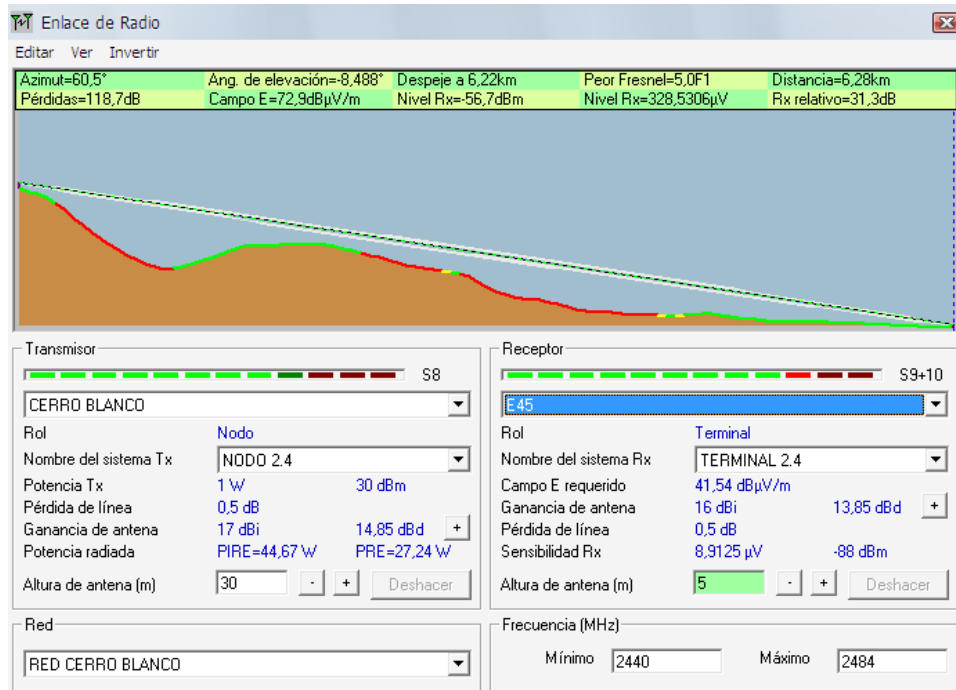 Enlace de Radio
Editar Ver Invertir
Azimut=60,5° Ang. de elevación=-8,488° Despeje a 6,22km Peor Fresnel=5,0F1 Distancia=6,28km
Pérdidas=118,7dB Campo E=72,9dBµV/m Nivel Rx=-56,7dBm Nivel Rx=328,5306µV Rx relativo=31,3dB
Transmisor
S8
CERRO BLANCO
Rol Nodo
Nombre del sistema Tx NODO 2.4
Potencia Tx 1 W 30 dBm
Pérdida de línea 0,5 dB
Ganancia de antena 17 dBi 14,85 dBd +
Potencia radiada PIRE=44,67 W PRE=27,24 W
Altura de antena (m) 30 - + Deshacer
Receptor
S9+10
E45
Rol Terminal
Nombre del sistema Rx TERMINAL 2.4
Campo E requerido 41,54 dBµV/m
Ganancia de antena 16 dBi 13,85 dBd +
Pérdida de línea 0,5 dB
Sensibilidad Rx 8,9125 µV -88 dBm
Altura de antena (m) 5 - + Deshacer
Red
RED CERRO BLANCO
Frecuencia (MHz)
Mínimo 2440 Máximo 2484